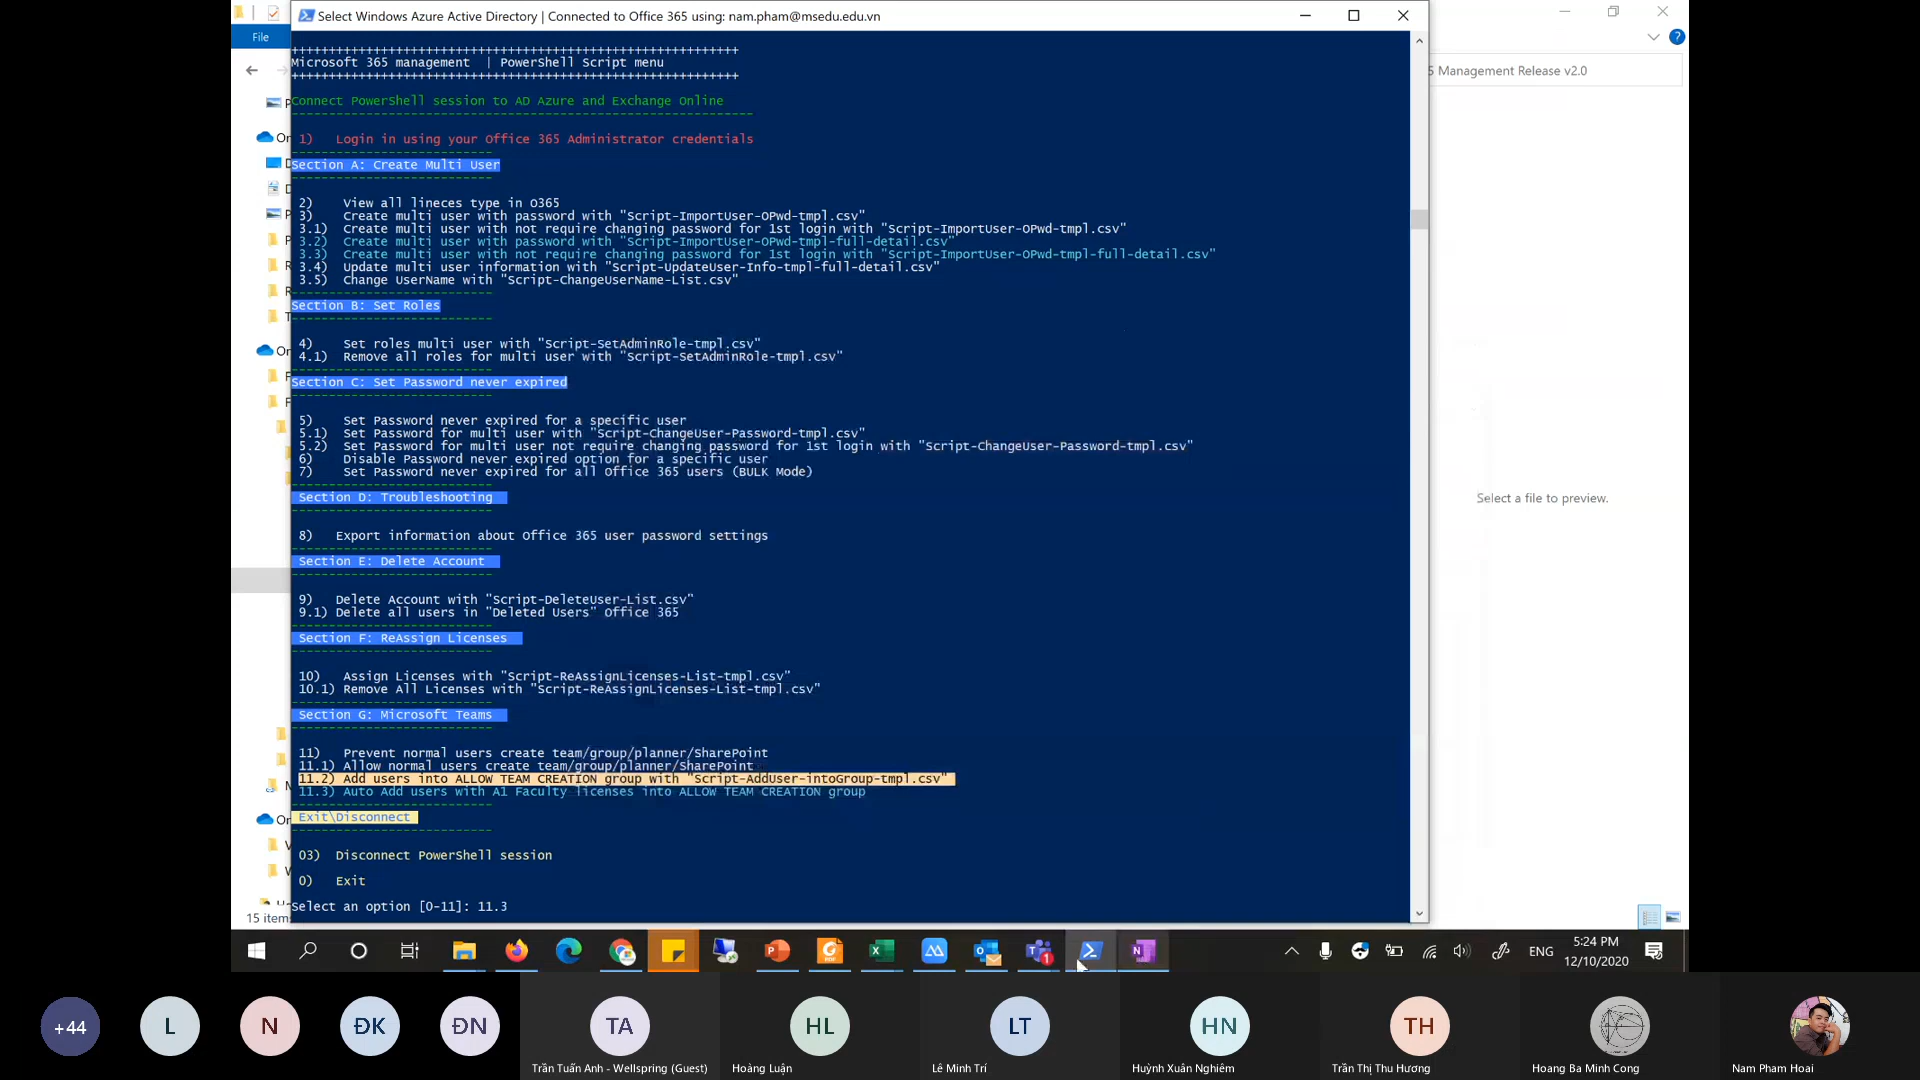 Select Windows Azure Active Directory | Connected to Office 365 using: nam.pham@msedu.edu.vn
File
5 Management Release v2.0
++++++++++++++++++++++++++++++++++++++++++++++++++++++++++++
Microsoft 365 management  | PowerShell Script menu
++++++++++++++++++++++++++++++++++++++++++++++++++++++++++++
Connect PowerShell session to AD Azure and Exchange Online
1)   Login in using your Office 365 Administrator credentials
Section A: Create Multi User
2)    View all lineces type in O365
3)    Create multi user with password with "Script-ImportUser-OPwd-tmpl.csv"
3.1)  Create multi user with not require changing password for 1st login with "Script-ImportUser-OPwd-tmpl.csv"
3.2)  Create multi user with password with "Script-ImportUser-OPwd-tmpl-full-detail.csv"
3.3)  Create multi user with not require changing password for 1st login with "Script-ImportUser-OPwd-tmpl-full-detail.csv"
3.4)  Update multi user information with "Script-UpdateUser-Info-tmpl-full-detail.csv"
3.5)  Change UserName with "Script-ChangeUserName-List.csv"
Section B: Set Roles
4)    Set roles multi user with "Script-SetAdminRole-tmpl.csv"
4.1)  Remove all roles for multi user with "Script-SetAdminRole-tmpl.csv"
Section C: Set Password never expired
5)    Set Password never expired for a specific user
5.1)  Set Password for multi user with "Script-ChangeUser-Password-tmpl.csv"
5.2)  Set Password for multi user not require changing password for 1st login with "Script-ChangeUser-Password-tmpl.csv"
6)    Disable Password never expired option for a specific user
7)    Set Password never expired for all Office 365 users (BULK Mode)
Section D: Troubleshooting
8)   Export information about Office 365 user password settings
Section E: Delete Account
9)   Delete Account with "Script-DeleteUser-List.csv"
9.1) Delete all users in "Deleted Users" Office 365
Section F: ReAssign Licenses
10)   Assign Licenses with "Script-ReAssignLicenses-List-tmpl.csv"
10.1) Remove All Licenses with "Script-ReAssignLicenses-List-tmpl.csv"
Section G: Microsoft Teams
11)   Prevent normal users create team/group/planner/SharePoint
11.1) Allow normal users create team/group/planner/SharePoint
11.2) Add users into ALLOW TEAM CREATION group with "Script-AddUser-intoGroup-tmpl.csv"
11.3) Auto Add users with A1 Faculty licenses into ALLOW TEAM CREATION group
Exit\Disconnect
03)  Disconnect PowerShell session
0)   Exit
Select an option [0-11]: 11.3
Select a file to preview.
15 items
ENG
5:24 PM
12/10/2020
+44
L
N
ĐK
ĐN
TA
HL
LT
HN
TH
Trần Tuấn Anh - Wellspring (Guest)
Hoàng Luận
Lê Minh Trí
Huỳnh Xuân Nghiêm
Trần Thị Thu Hương
Hoang Ba Minh Cong
Nam Pham Hoai